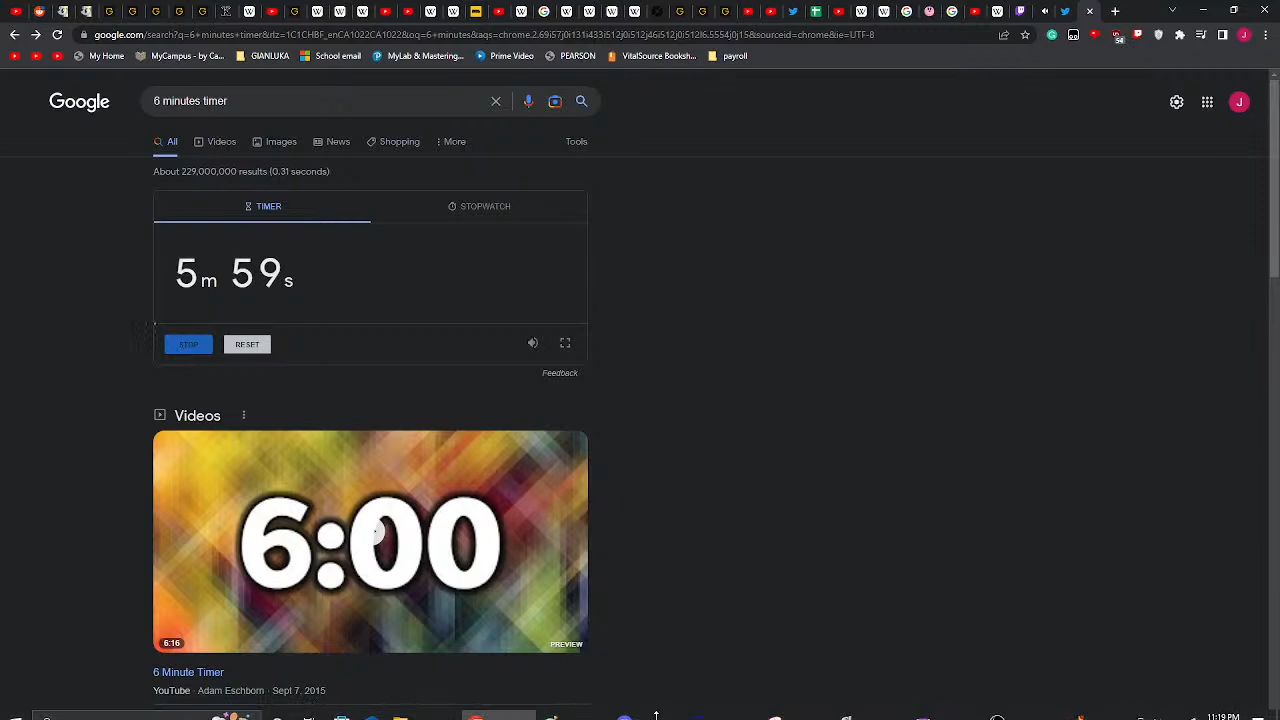 google.com/search?q=6+minutes+timer&rlz=1C1CHBF_enCA1022CA1022&oq=6+minutes&aqs=chrome.2.69i57j0i131i433i512j0i512j46i512j0i512l6.5554j0j15&sourceid=chrome&ie=UTF-8
My Home MyCampus - by Ca... GIANLUKA School email MyLab & Mastering... Prime Video PEARSON VitalSource Booksh... payroll
Google 6 minutes timer J
All Videos Images News Shopping More Tools
About 229,000,000 results (0.31 seconds)
TIMER STOPWATCH
5m 59s
STOP RESET
Feedback
Videos
6:00
6:16 PREVIEW
6 Minute Timer
YouTube · Adam Eschborn · Sept 7, 2015
11:19 PM